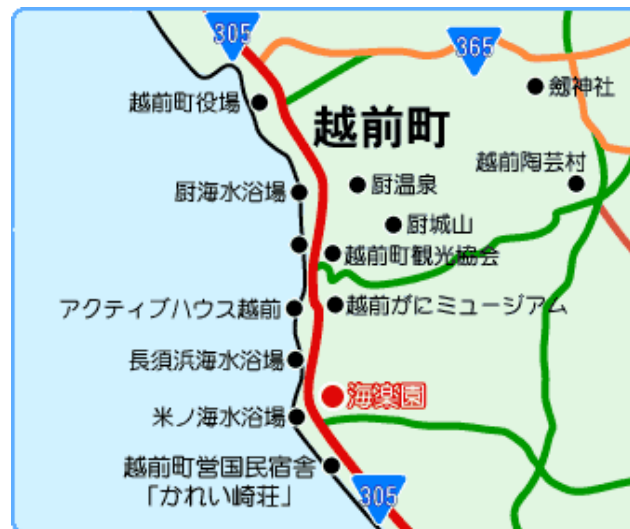 305
365
越前町役場
劔神社
越前町
越前陶芸村
厨海水浴場
厨温泉
厨城山
越前町観光協会
アクティブハウス越前
越前がにミュージアム
長須浜海水浴場
海楽園
米ノ海水浴場
越前町営国民宿舎
「かれい崎荘」
305